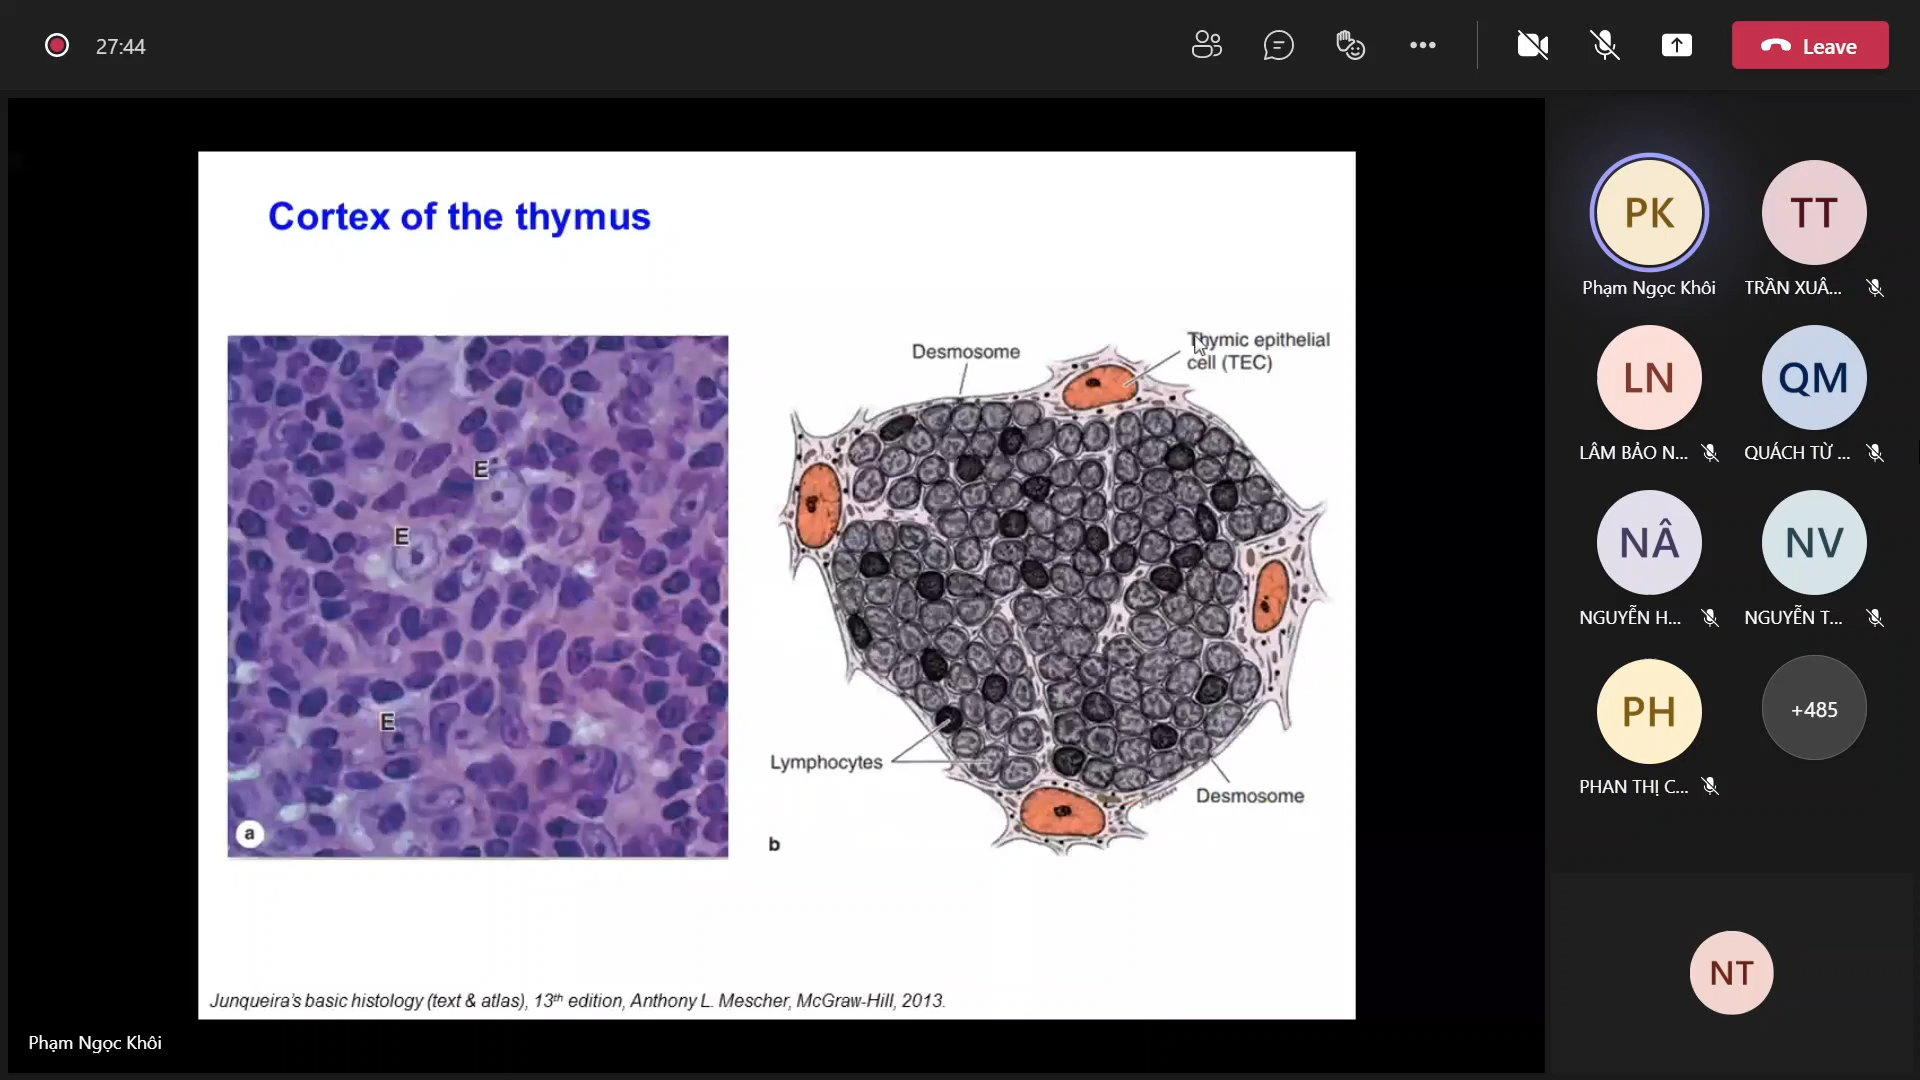 27:44
Leave
Cortex of the thymus
Desmosome
Thymic epithelial
cell (TEC)
E
E
E
Lymphocytes
Desmosome
a
b
Junqueira's basic histology (text & atlas), 13th edition, Anthony L. Mescher, McGraw-Hill, 2013.
Phạm Ngọc Khôi
PK
TT
Phạm Ngọc Khôi
TRẦN XUÂ...
LN
QM
LÂM BẢO N...
QUÁCH TỪ ...
NÂ
NV
NGUYỄN H...
NGUYỄN T...
PH
+485
PHAN THỊ C...
NT